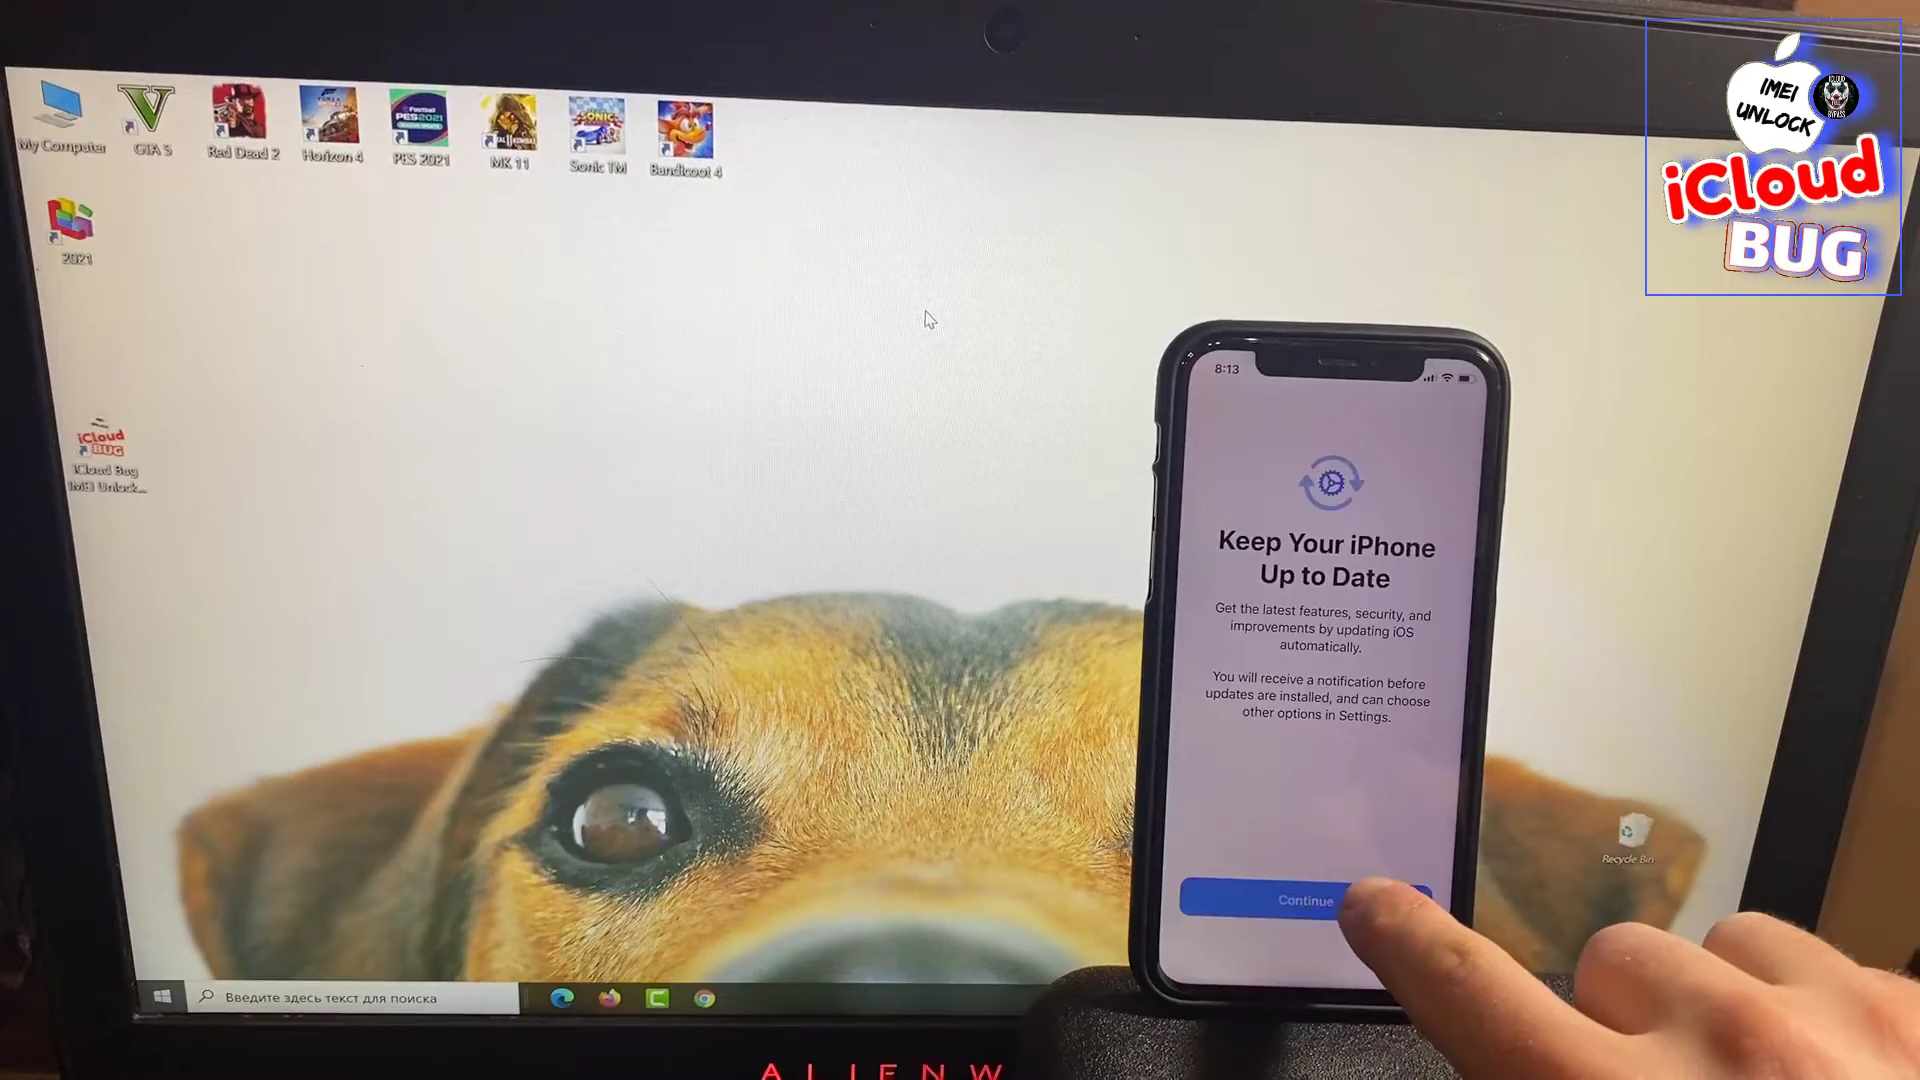 My Computer
GTA 5
Red Dead 2
Horizon 4
PES 2021
MK 11
Sonic TM
Bandicoot 4
2021
iCloud
BUG
iCloud Bug
IMEI Unlock...
IMEI
UNLOCK
iCloud
BUG
8:13
Keep Your iPhone
Up to Date
Get the latest features, security, and
improvements by updating iOS
automatically.
You will receive a notification before
updates are installed, and can choose
other options in Settings.
Continue
Recycle Bin
Введите здесь текст для поиска
ALIENW